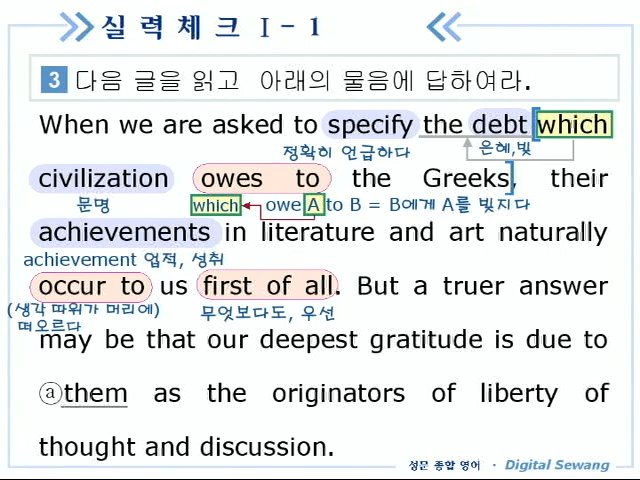 실 력 체 크 I - 1
3 다음 글을 읽고 아래의 물음에 답하여라.
When we are asked to specify the debt which
정확히 언급하다 은혜,빚
civilization owes to the Greeks, their
문명 which owe A to B = B에게 A를 빚지다
achievements in literature and art naturally
achievement 업적, 성취
occur to us first of all. But a truer answer
(생각 따위가 머리에) 무엇보다도, 우선
떠오르다
may be that our deepest gratitude is due to
ⓐthem as the originators of liberty of
thought and discussion.
정문 종합 영어 · Digital Sewang